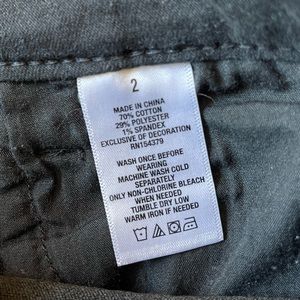 2
MADE IN CHINA
70% COTTON
29% POLYESTER
1% SPANDEX
EXCLUSIVE OF DECORATION
RN154379
WASH ONCE BEFORE
WEARING
MACHINE WASH COLD
SEPARATELY
ONLY NON-CHLORINE BLEACH
WHEN NEEDED
TUMBLE DRY LOW
WARM IRON IF NEEDED